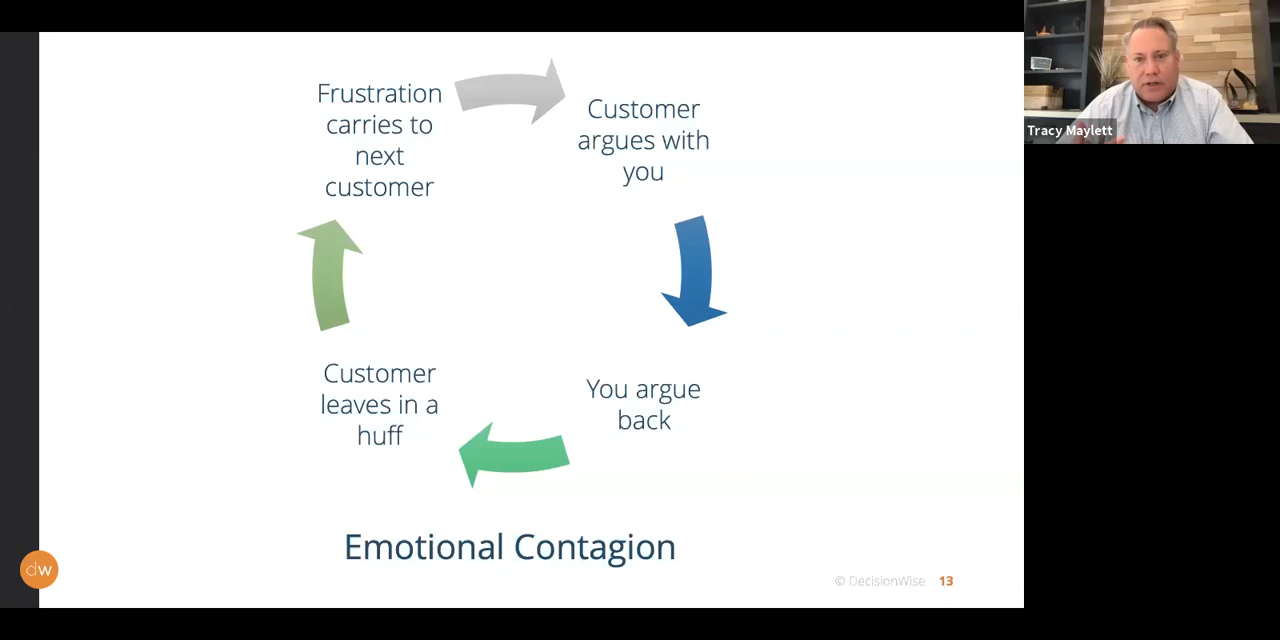 Frustration
carries to
next
customer
Customer
argues with
you
You argue
back
Customer
leaves in a
huff
Emotional Contagion
dw
© DecisionWise 13
Tracy Maylett